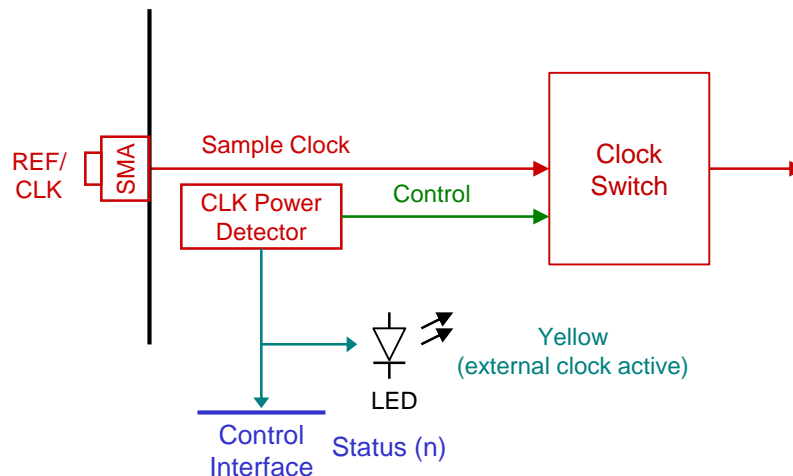 REF/
CLK
SMA
Sample Clock
CLK Power
Detector
Control
Clock
Switch
LED
Yellow
(external clock active)
Control
Interface
Status (n)